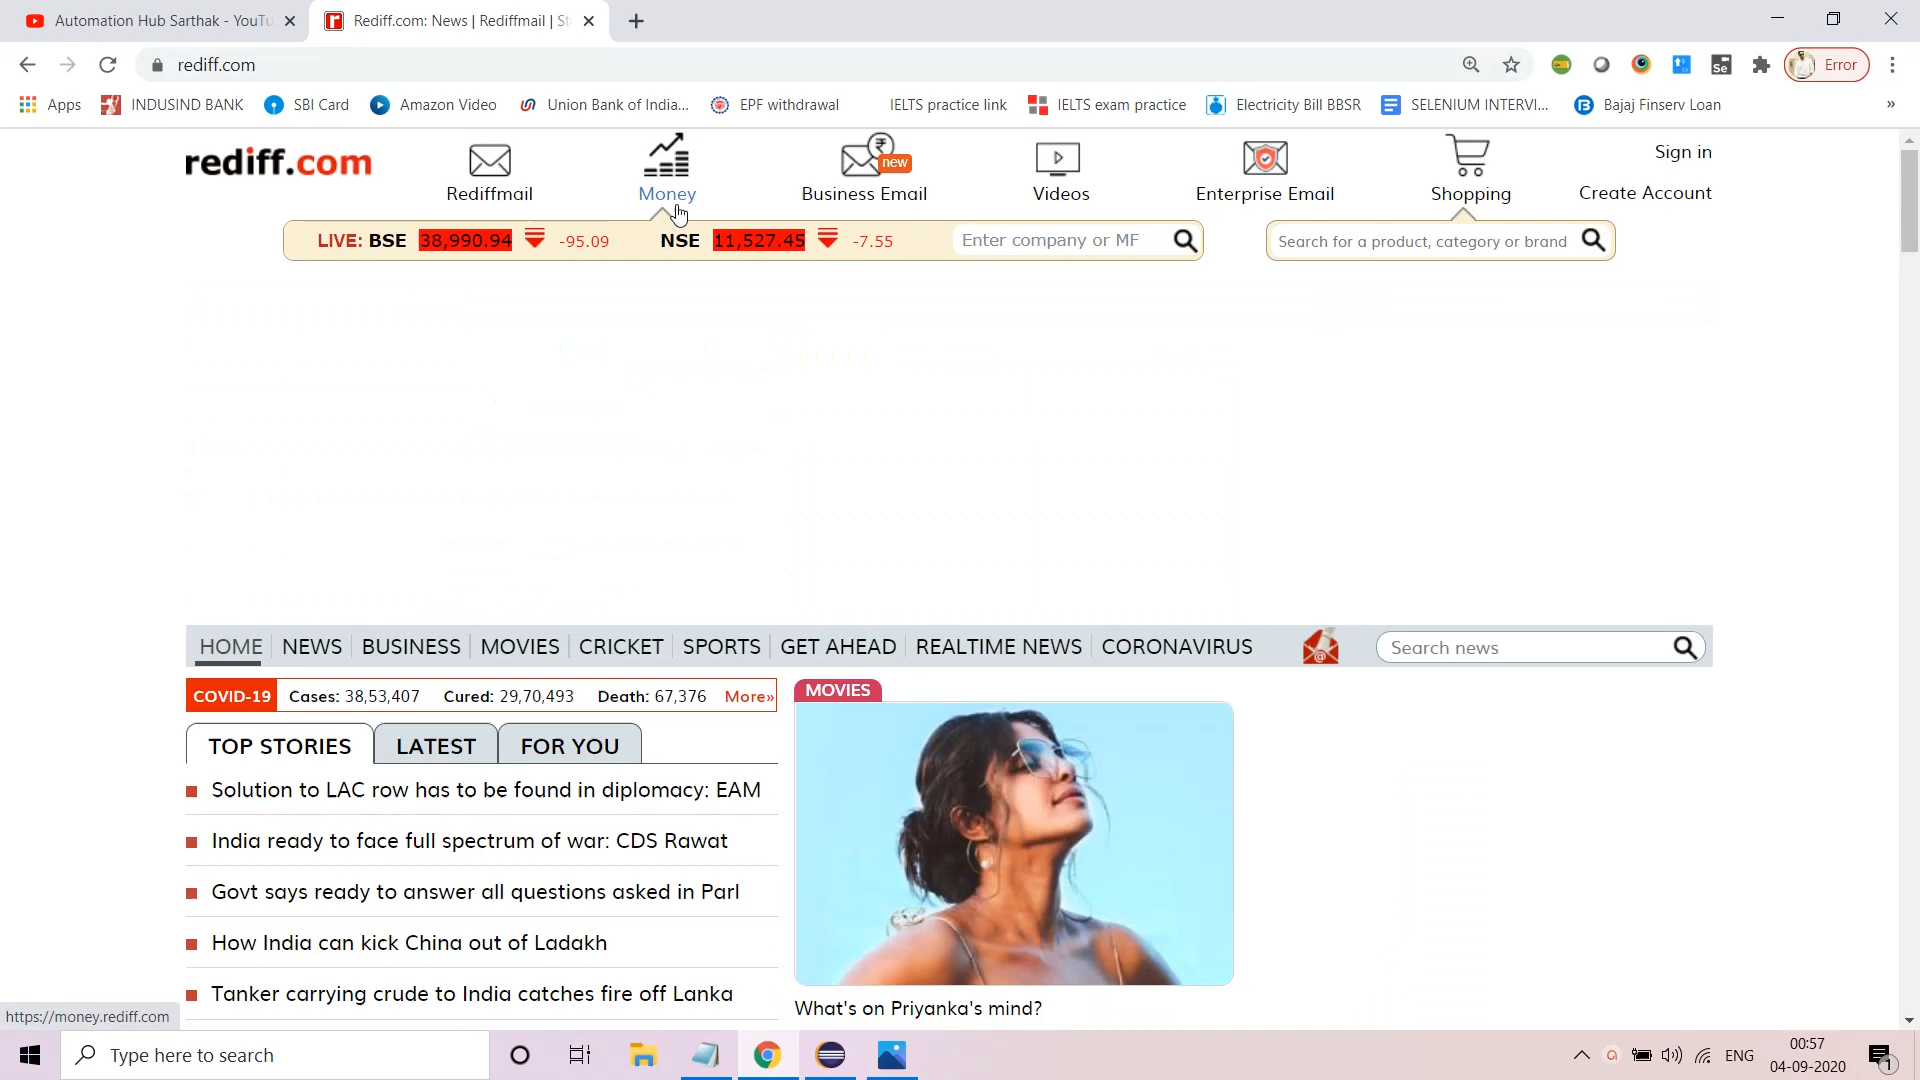 Automation Hub Sarthak - YouTu
Rediff.com: News | Rediffmail | St
rediff.com
Error
Apps
INDUSIND BANK
SBI Card
Amazon Video
Union Bank of India...
EPF withdrawal
IELTS practice link
IELTS exam practice
Electricity Bill BBSR
SELENIUM INTERVI...
Bajaj Finserv Loan
»
rediff.com
Rediffmail
Money
new
Business Email
Videos
Enterprise Email
Shopping
Sign in
Create Account
LIVE: BSE 38,990.94 -95.09 NSE 11,527.45 -7.55
Enter company or MF
Search for a product, category or brand
HOME NEWS BUSINESS MOVIES CRICKET SPORTS GET AHEAD REALTIME NEWS CORONAVIRUS
Search news
COVID-19 Cases: 38,53,407 Cured: 29,70,493 Death: 67,376 More»
TOP STORIES LATEST FOR YOU
Solution to LAC row has to be found in diplomacy: EAM
India ready to face full spectrum of war: CDS Rawat
Govt says ready to answer all questions asked in Parl
How India can kick China out of Ladakh
Tanker carrying crude to India catches fire off Lanka
MOVIES
What's on Priyanka's mind?
https://money.rediff.com
Type here to search
ENG
00:57
04-09-2020
1